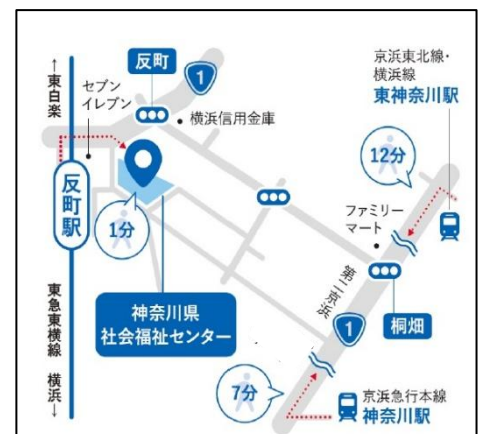 反町
1
京浜東北線・
横浜線
東神奈川駅
↑東白楽
セブン
イレブン
横浜信用金庫
12分
反町駅
1分
ファミリー
マート
神奈川県
社会福祉センター
第二京浜
1
桐畑
東急東横線 横浜↓
7分
京浜急行本線
神奈川駅